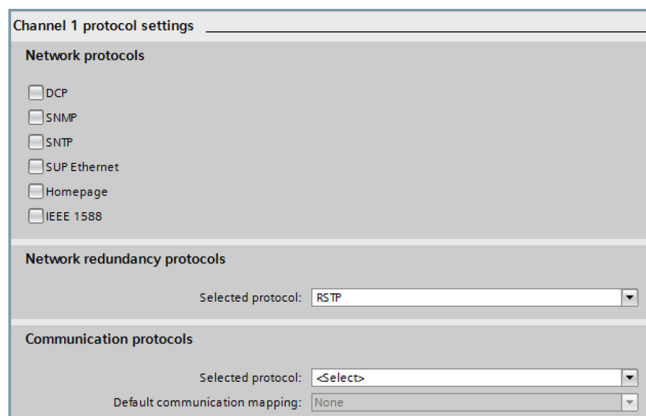 Channel 1 protocol settings
Network protocols
DCP
SNMP
SNTP
SUP Ethernet
Homepage
IEEE 1588
Network redundancy protocols
Selected protocol: RSTP
Communication protocols
Selected protocol: <Select>
Default communication mapping: None